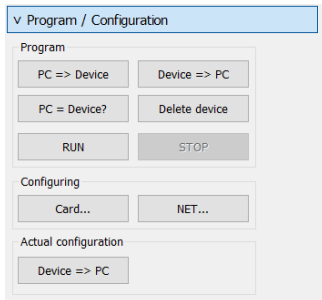 v Program / Configuration
Program
PC => Device Device => PC
PC = Device? Delete device
RUN STOP
Configuring
Card... NET...
Actual configuration
Device => PC